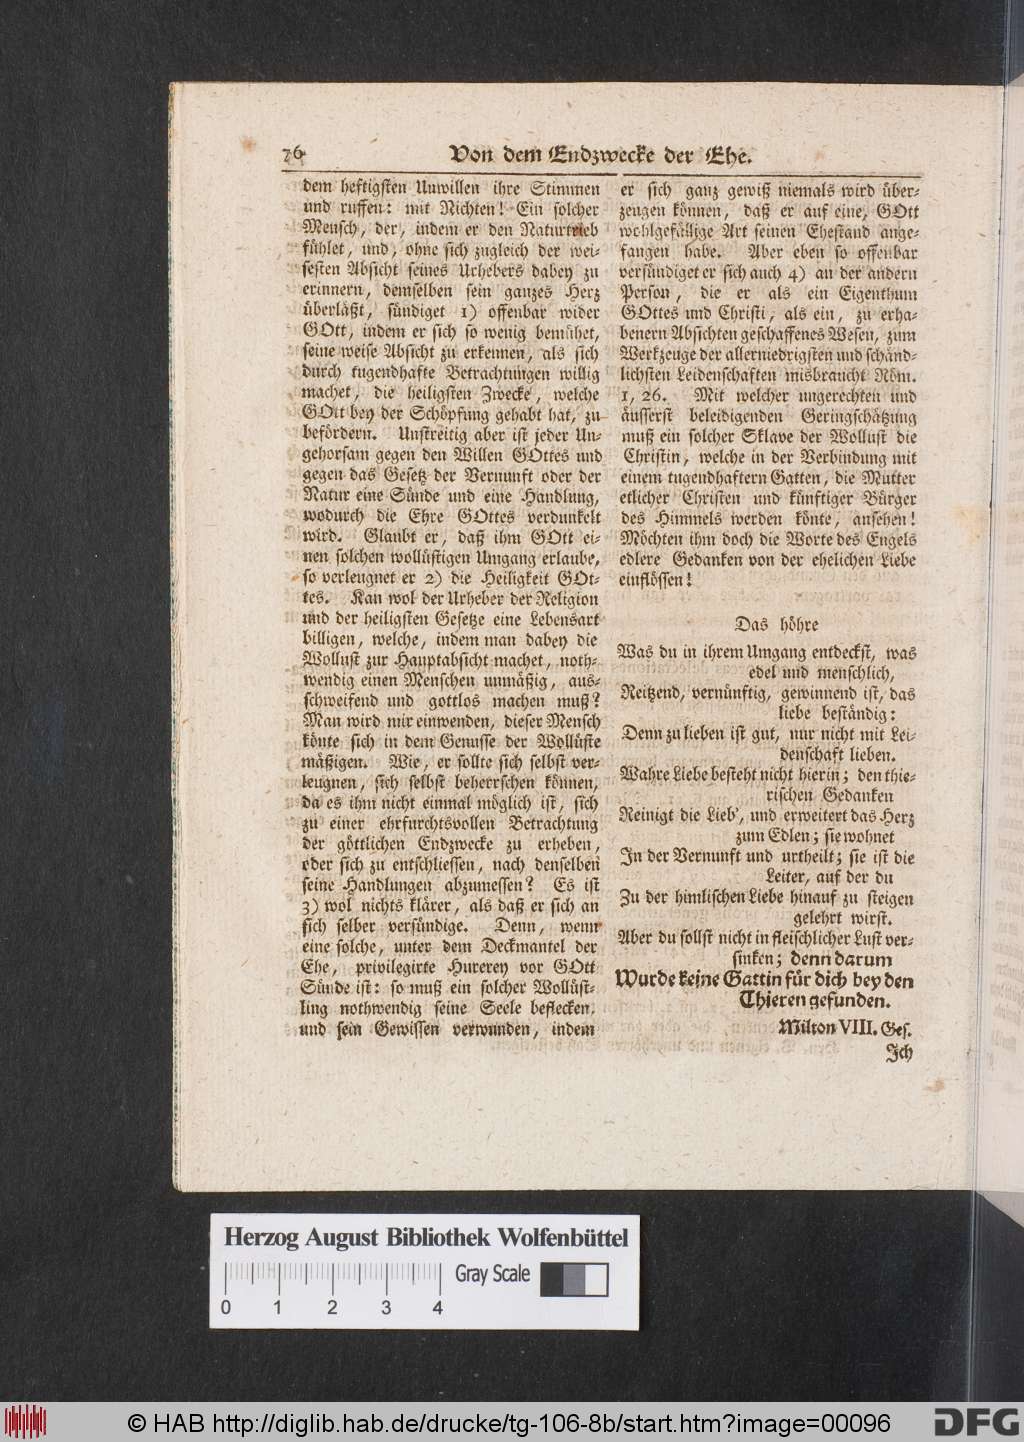 76
Von dem Endzwecke der Ehe.
dem heftigsten Unwillen ihre Stimmen
und ruffen: mit Nichten! Ein solcher
Mensch, der, indem er den Naturtrieb
fühlet, und, ohne sich zugleich der wei-
sesten Absicht seines Urhebers dabey zu
erinnern, demselben sein ganzes Herz
überläßt, sündiget 1) offenbar wider
GOtt, indem er sich so wenig bemühet,
seine weise Absicht zu erkennen, als sich
durch tugendhafte Betrachtungen willig
machet, die heiligsten Zwecke, welche
GOtt bey der Schöpfung gehabt hat, zu
befördern. Unstreitig aber ist jeder Un-
gehorsam gegen den Willen GOttes und
gegen das Gesetz der Vernunft oder der
Natur eine Sünde und eine Handlung,
wodurch die Ehre GOttes verdunkelt
wird. Glaubt er, daß ihm GOtt ei-
nen solchen wollüstigen Umgang erlaube,
so verleugnet er 2) die Heiligkeit GOt-
tes. Kan wol der Urheber der Religion
und der heiligsten Gesetze eine Lebensart
billigen, welche, indem man dabey die
Wollust zur Hauptabsicht machet, noth-
wendig einen Menschen unmäßig, aus-
schweifend und gottlos machen muß?
Man wird mir einwenden, dieser Mensch
könte sich in dem Genusse der Wollüste
mäßigen. Wie, er sollte sich selbst ver-
leugnen, sich selbst beherrschen können,
da es ihm nicht einmal möglich ist, sich
zu einer ehrfurchtsvollen Betrachtung
der göttlichen Endzwecke zu erheben,
oder sich zu entschliessen, nach denselben
seine Handlungen abzumessen? Es ist
3) wol nichts klärer, als daß er sich an
sich selber versündige. Denn, wenn
eine solche, unter dem Deckmantel der
Ehe, privilegirte Hurerey vor GOtt
Sünde ist: so muß ein solcher Wollüst-
ling nothwendig seine Seele beflecken,
und sein Gewissen verwunden, indem
er sich ganz gewiß niemals wird über-
zeugen können, daß er auf eine, GOtt
wohlgefällige Art seinen Ehestand ange-
fangen habe. Aber eben so offenbar
versündiget er sich auch 4) an der andern
Person, die er als ein Eigenthum
GOttes und Christi, als ein, zu erha-
benern Absichten geschaffenes Wesen, zum
Werkzeuge der allerniedrigsten und schänd-
lichsten Leidenschaften misbraucht Röm.
1, 26. Mit welcher ungerechten und
äusserst beleidigenden Geringschätzung
muß ein solcher Sklave der Wollust die
Christin, welche in der Verbindung mit
einem tugendhaftern Gatten, die Mutter
etlicher Christen und künftiger Bürger
des Himmels werden könte, ansehen!
Möchten ihm doch die Worte des Engels
edlere Gedanken von der ehelichen Liebe
einflössen!
Das höhre
Was du in ihrem Umgang entdeckst, was
edel und menschlich,
Reitzend, vernünftig, gewinnend ist, das
liebe beständig:
Denn zu lieben ist gut, nur nicht mit Lei-
denschaft lieben.
Wahre Liebe besteht nicht hierin; den thie-
rischen Gedanken
Reinigt die Lieb', und erweitert das Herz
zum Edlen; sie wohnet
In der Vernunft und urtheilt; sie ist die
Leiter, auf der du
Zu der himlischen Liebe hinauf zu steigen
gelehrt wirst.
Aber du sollst nicht in fleischlicher Lust ver-
sinken; denn darum
Wurde keine Gattin für dich bey den
Thieren gefunden.
Milton VIII. Ges.
Ich
Herzog August Bibliothek Wolfenbüttel
Gray Scale
0 1 2 3 4
© HAB http://diglib.hab.de/drucke/tg-106-8b/start.htm?image=00096
DFG